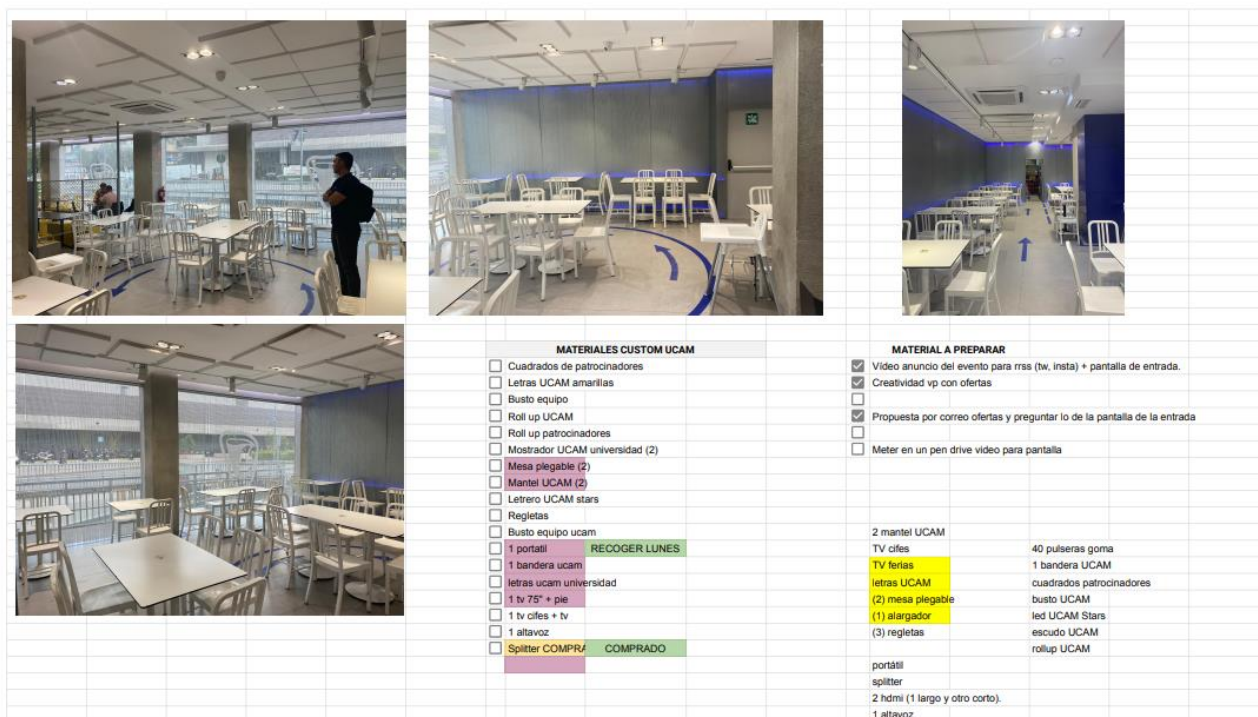 MATERIALES CUSTOM UCAM
Cuadrados de patrocinadores
Letras UCAM amarillas
Busto equipo
Roll up UCAM
Roll up patrocinadores
Mostrador UCAM universidad (2)
Mesa plegable (2)
Mantel UCAM (2)
Letrero UCAM stars
Regletas
Busto equipo ucam
1 portatil RECOGER LUNES
1 bandera ucam
letras ucam universidad
1 tv 75" + pie
1 tv cifes + tv
1 altavoz
Splitter COMPRA COMPRADO
MATERIAL A PREPARAR
Vídeo anuncio del evento para rrss (tw, insta) + pantalla de entrada.
Creatividad vp con ofertas
Propuesta por correo ofertas y preguntar lo de la pantalla de la entrada
Meter en un pen drive video para pantalla
2 mantel UCAM
TV cifes 40 pulseras goma
TV ferias 1 bandera UCAM
letras UCAM cuadrados patrocinadores
(2) mesa plegable busto UCAM
(1) alargador led UCAM Stars
(3) regletas escudo UCAM
rollup UCAM
portátil
splitter
2 hdmi (1 largo y otro corto).
1 altavoz